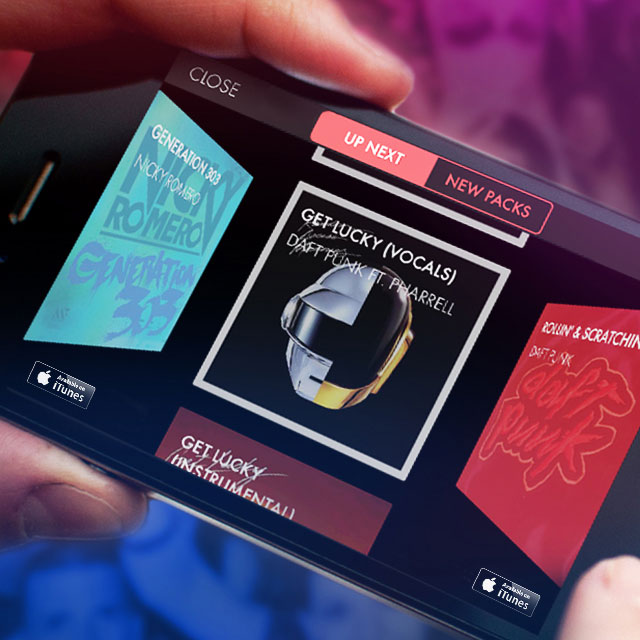 CLOSE
UP NEXT
NEW PACKS
GENERATION 303
NICKY ROMERO
NICKY
ROMERO
GENERATION
303
Available on
iTunes
GET LUCKY (VOCALS)
DAFT PUNK FT. PHARRELL
GET LUCKY
(INSTRUMENTAL)
ROLLIN' & SCRATCHIN
DAFT PUNK
daft
punk
Available on
iTunes